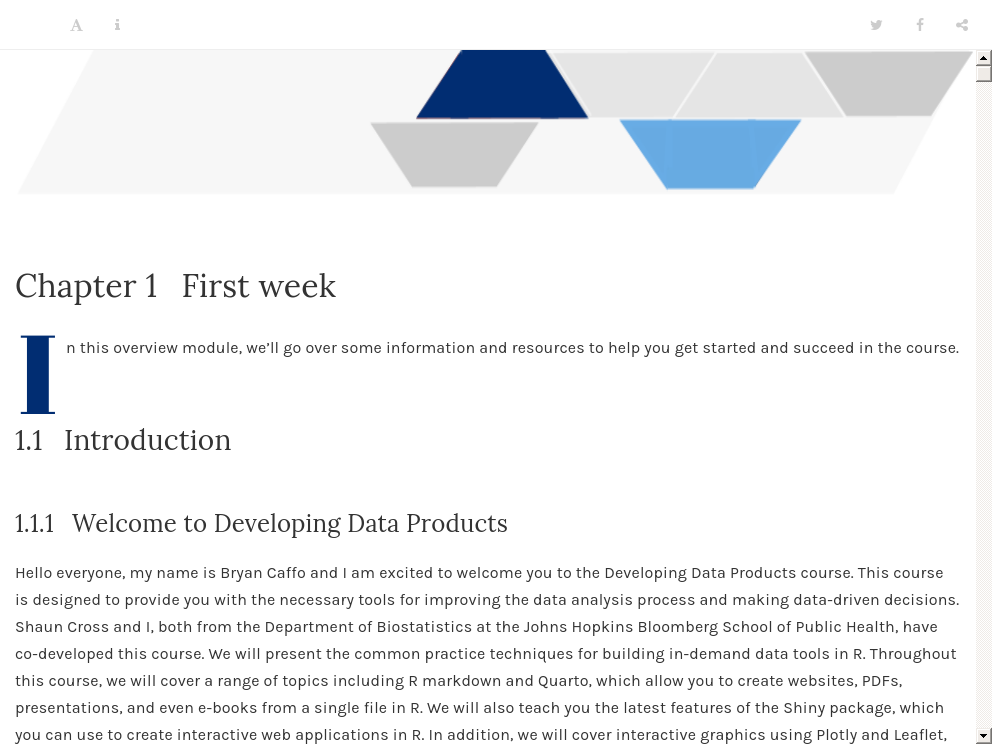 Chapter 1 First week
In this overview module, we’ll go over some information and resources to help you get started and succeed in the course.
1.1 Introduction
1.1.1 Welcome to Developing Data Products
Hello everyone, my name is Bryan Caffo and I am excited to welcome you to the Developing Data Products course. This course
is designed to provide you with the necessary tools for improving the data analysis process and making data-driven decisions.
Shaun Cross and I, both from the Department of Biostatistics at the Johns Hopkins Bloomberg School of Public Health, have
co-developed this course. We will present the common practice techniques for building in-demand data tools in R. Throughout
this course, we will cover a range of topics including R markdown and Quarto, which allow you to create websites, PDFs,
presentations, and even e-books from a single file in R. We will also teach you the latest features of the Shiny package, which
you can use to create interactive web applications in R. In addition, we will cover interactive graphics using Plotly and Leaflet,